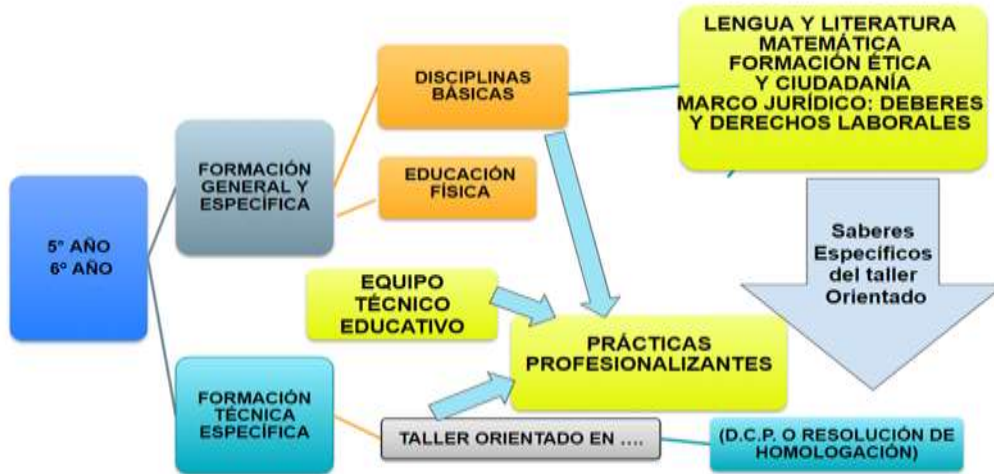 5° AÑO
6º AÑO
FORMACIÓN
GENERAL Y
ESPECÍFICA
DISCIPLINAS
BÁSICAS
EDUCACIÓN
FÍSICA
LENGUA Y LITERATURA
MATEMÁTICA
FORMACIÓN ÉTICA
Y CIUDADANÍA
MARCO JURÍDICO: DEBERES
Y DERECHOS LABORALES
Saberes
Específicos
del taller
Orientado
EQUIPO
TÉCNICO
EDUCATIVO
PRÁCTICAS
PROFESIONALIZANTES
FORMACIÓN
TÉCNICA
ESPECÍFICA
TALLER ORIENTADO EN ....
(D.C.P. O RESOLUCIÓN DE
HOMOLOGACIÓN)